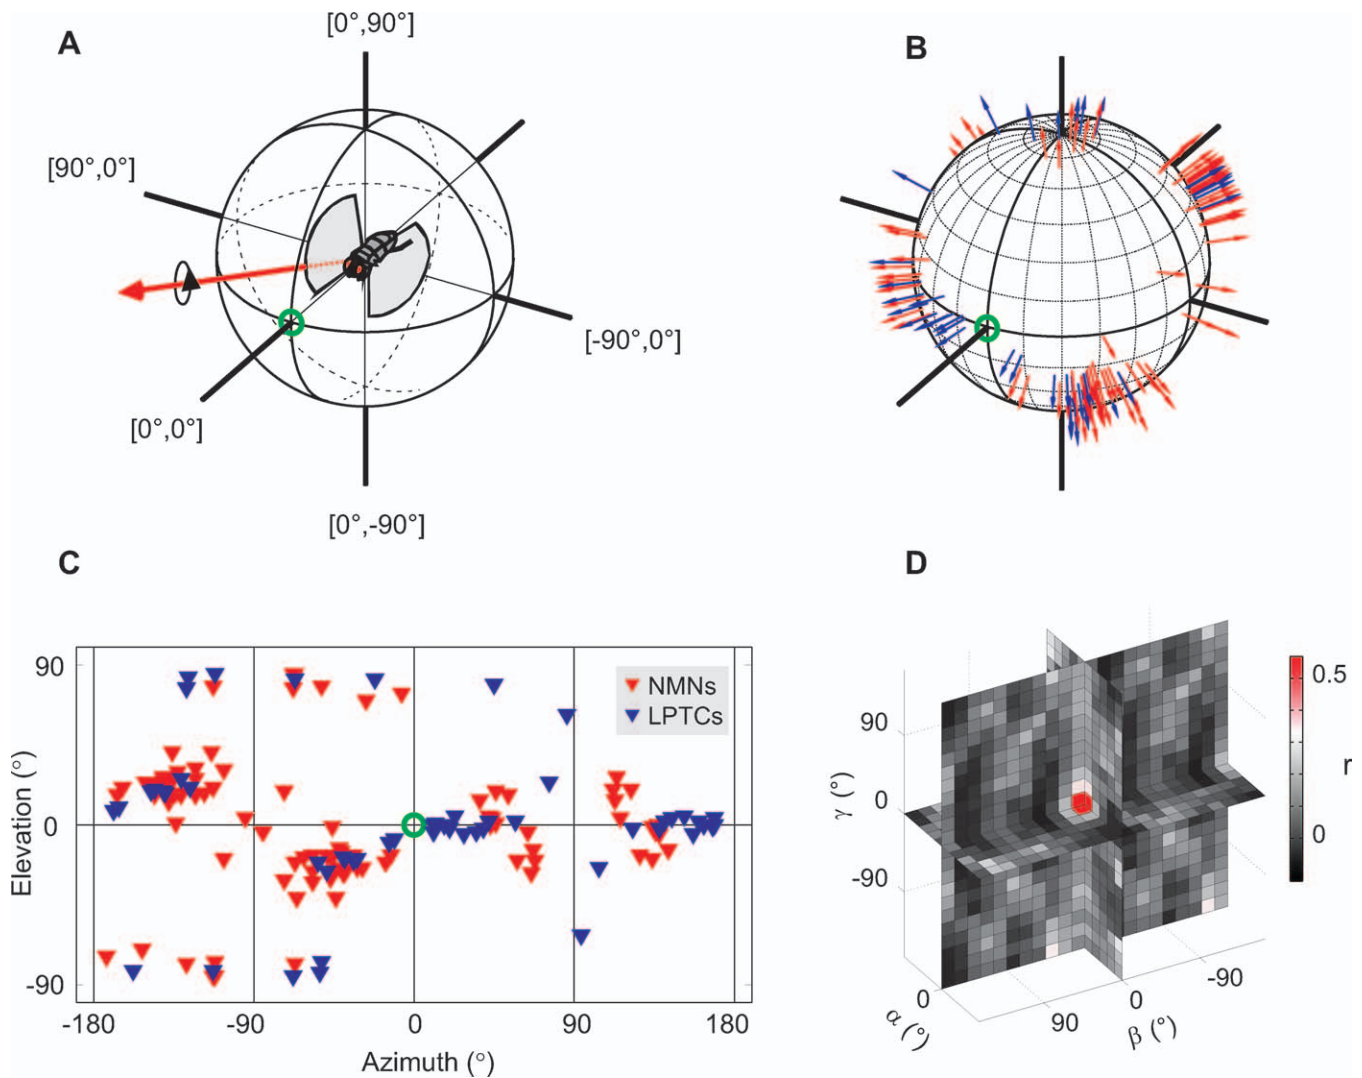 A
[0°,90°]
[90°,0°]
[-90°,0°]
[0°,0°]
[0°,-90°]
B
C
90
0
-90
Elevation (°)
NMNs
LPTCs
-180
-90
0
90
180
Azimuth (°)
D
90
0
-90
γ (°)
0
α (°)
90
0
-90
β (°)
0.5
0
r